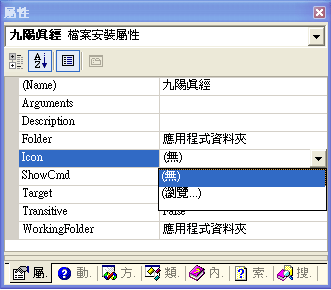 屬性
九陽真經 檔案安裝屬性
(Name) 九陽真經
Arguments
Description
Folder 應用程式資料夾
Icon (無)
ShowCmd (無)
Target (瀏覽...)
Transitive False
WorkingFolder 應用程式資料夾
屬. 動. 方. 類. 內. 索. 搜.